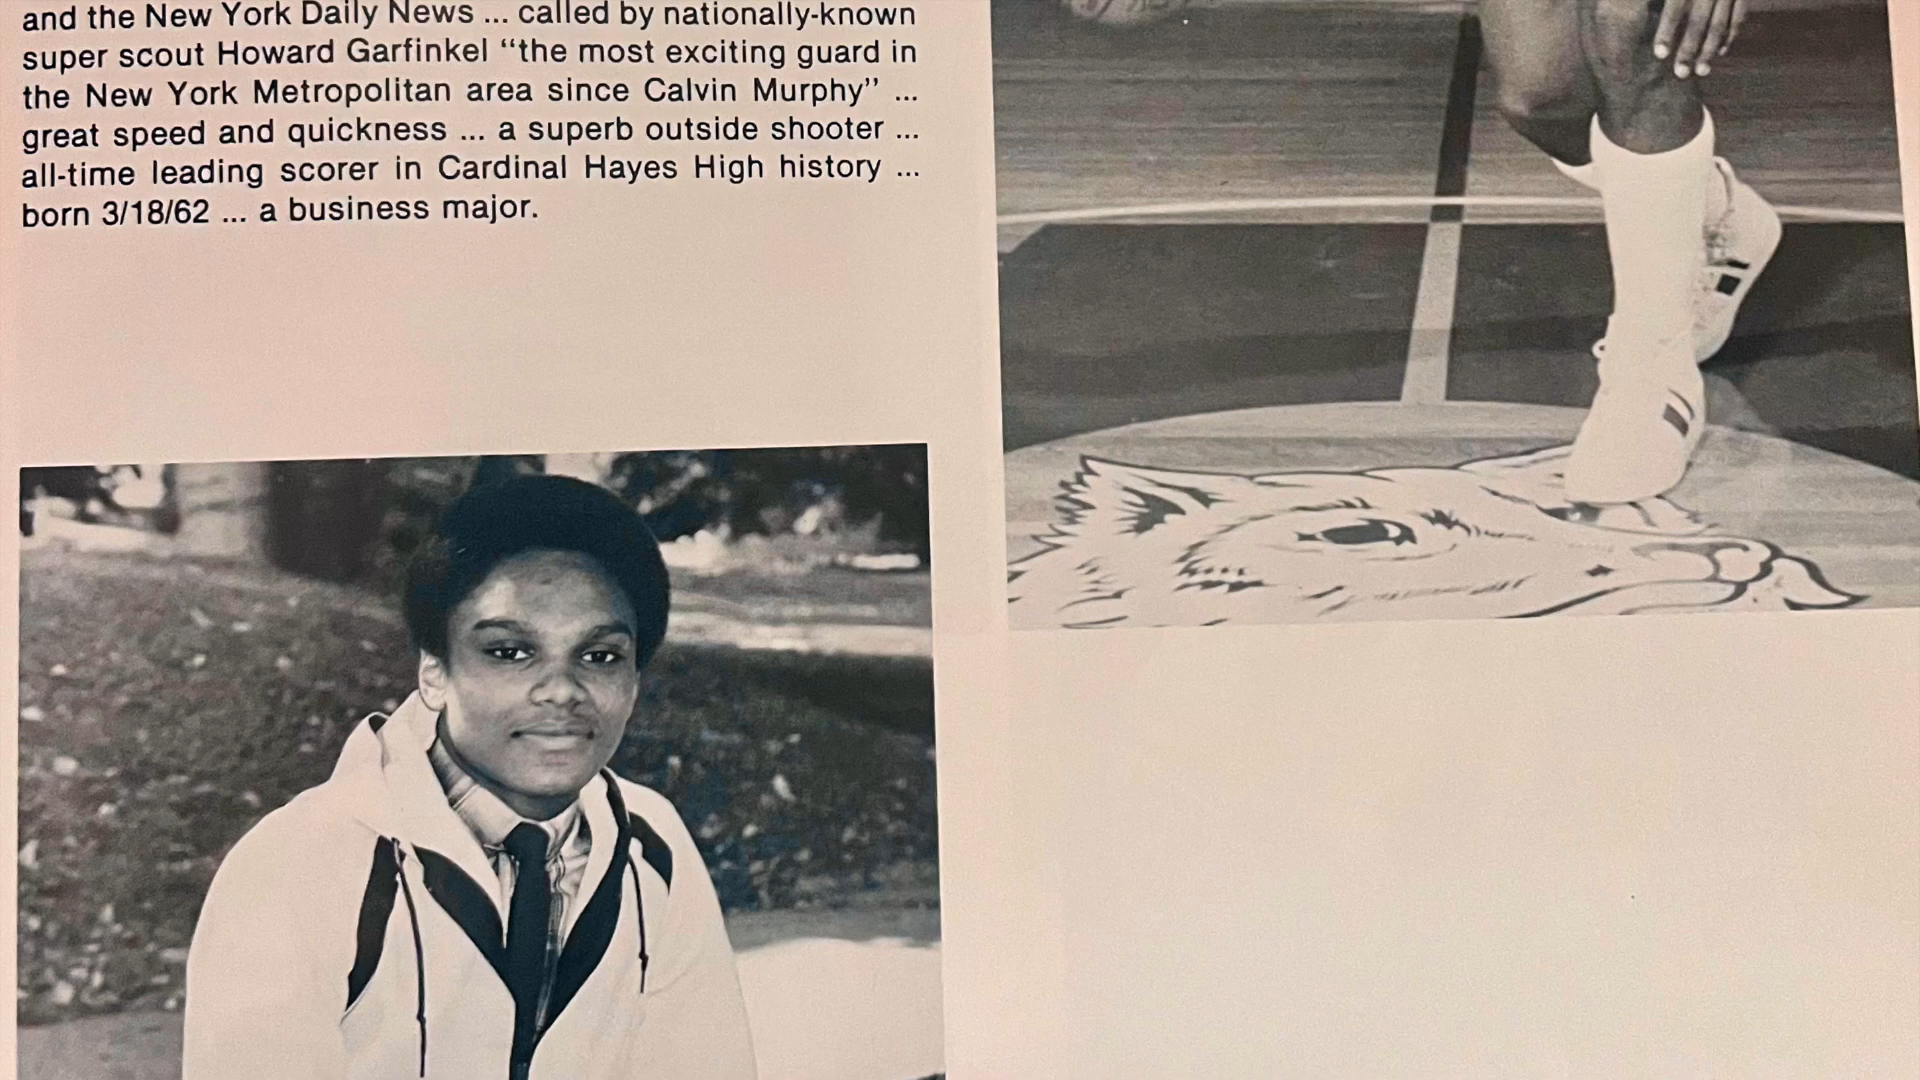 and the New York Daily News ... called by nationally-known
super scout Howard Garfinkel “the most exciting guard in
the New York Metropolitan area since Calvin Murphy” ...
great speed and quickness ... a superb outside shooter ...
all-time leading scorer in Cardinal Hayes High history ...
born 3/18/62 ... a business major.